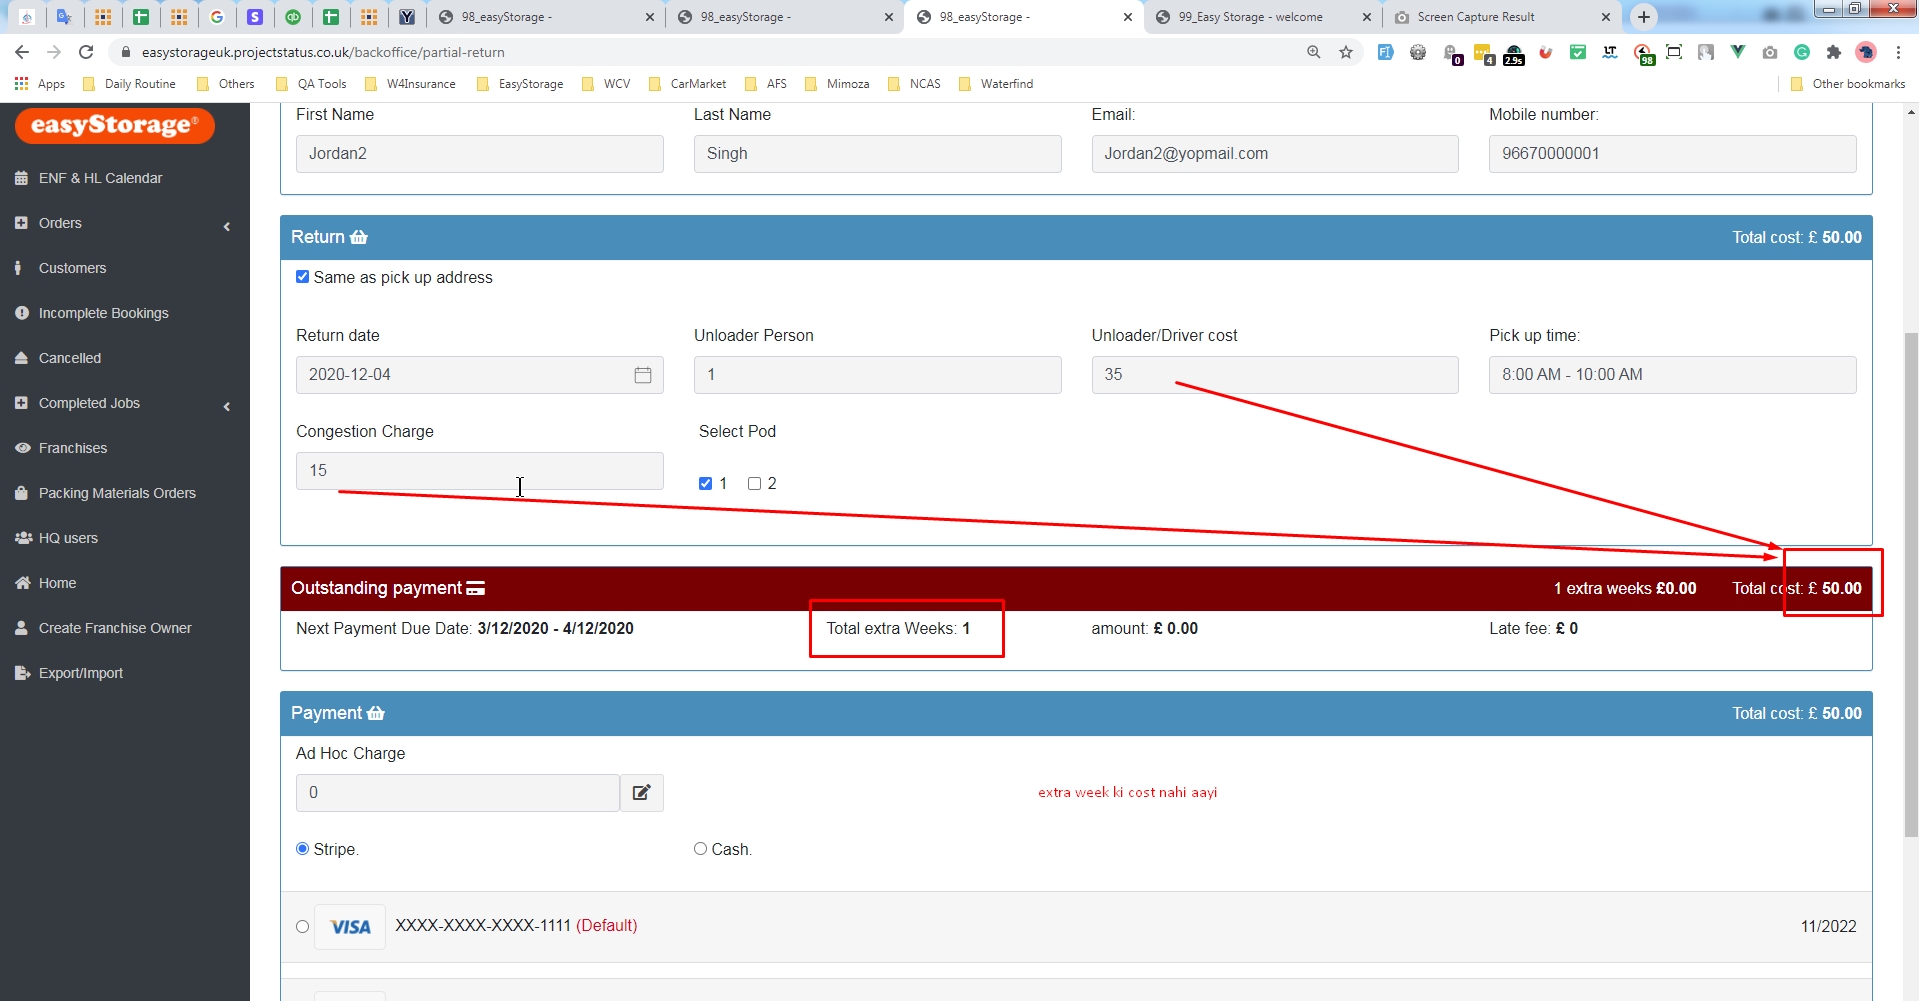 98_easyStorage -
98_easyStorage -
98_easyStorage -
99_Easy Storage - welcome
Screen Capture Result
easystorageuk.projectstatus.co.uk/backoffice/partial-return
0
4
2.9s
LT
98
Apps
Daily Routine
Others
QA Tools
W4Insurance
EasyStorage
WCV
CarMarket
AFS
Mimoza
NCAS
Waterfind
Other bookmarks
easyStorage®
ENF & HL Calendar
Orders
Customers
Incomplete Bookings
Cancelled
Completed Jobs
Franchises
Packing Materials Orders
HQ users
Home
Create Franchise Owner
Export/Import
First Name
Last Name
Email:
Mobile number:
Jordan2
Singh
Jordan2@yopmail.com
96670000001
Return
Total cost: £ 50.00
Same as pick up address
Return date
Unloader Person
Unloader/Driver cost
Pick up time:
2020-12-04
1
35
8:00 AM - 10:00 AM
Congestion Charge
Select Pod
15
1
2
Outstanding payment
1 extra weeks £0.00
Total cost: £ 50.00
Next Payment Due Date: 3/12/2020 - 4/12/2020
Total extra Weeks: 1
amount: £ 0.00
Late fee: £ 0
Payment
Total cost: £ 50.00
Ad Hoc Charge
0
extra week ki cost nahi aayi
Stripe.
Cash.
VISA
XXXX-XXXX-XXXX-1111 (Default)
11/2022